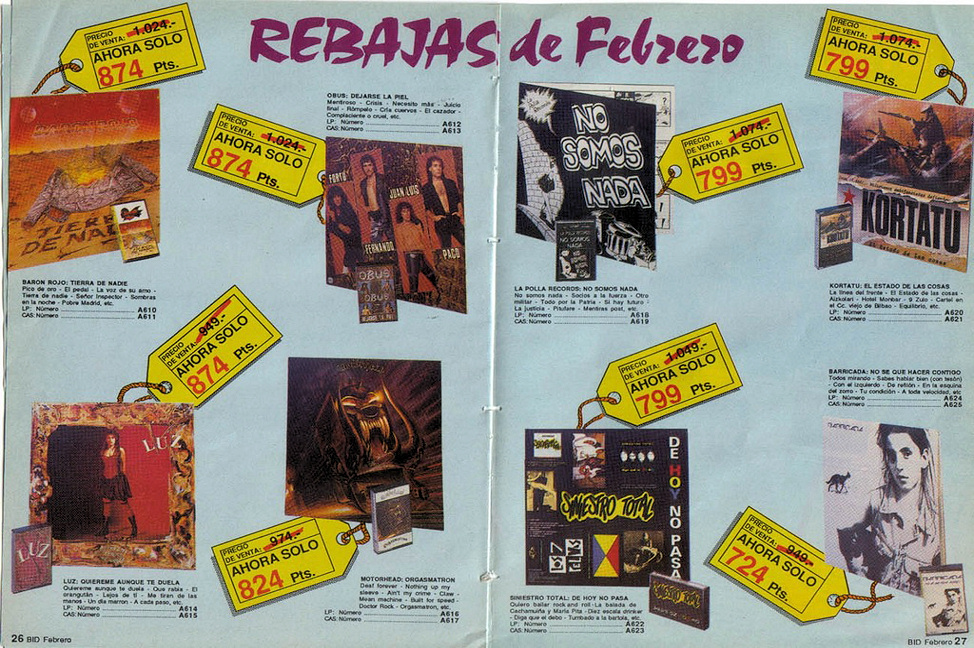 REBAJAS de Febrero
PRECIO DE VENTA: 1.024.-
AHORA SOLO
874 Pts.
BARON ROJO: TIERRA DE NADIE
Pico de oro - El pedal - La voz de su amo -
Tierra de nadie - Señor Inspector - Sombras
en la noche - Pobre Madrid, etc.
LP: Número A610
CAS: Número A611
OBUS: DEJARSE LA PIEL
Mentiroso - Crisis - Necesito más - Juicio
final - Rómpelo - Cría cuervos - El cazador -
Complaciente o cruel, etc.
LP: Número A612
CAS: Número A613
PRECIO DE VENTA: 1.024.-
AHORA SOLO
874 Pts.
FORTU
JUAN LUIS
FERNANDO
PACO
OBUS
PRECIO DE VENTA: 949.-
AHORA SOLO
874 Pts.
LUZ
LUZ
LUZ: QUIEREME AUNQUE TE DUELA
Quiereme aunque te duela - Que rabia - El
orangután - Lejos de ti - Me tiran de las
manos - Un día marron - A cada paso, etc.
LP: Número A614
CAS: Número A615
PRECIO DE VENTA: 974.-
AHORA SOLO
824 Pts.
MOTORHEAD: ORGASMATRON
Deaf forever - Nothing up my
sleeve - Ain't my crime - Claw -
Mean machine - Built for speed -
Doctor Rock - Orgasmatron, etc.
LP: Número A616
CAS: Número A617
26 BID Febrero
NO
SOMOS
NADA
NO SOMOS
NADA
PRECIO DE VENTA: 1.074.-
AHORA SOLO
799 Pts.
LA POLLA RECORDS: NO SOMOS NADA
No somos nada - Socios a la fuerza - Otro
militar - Todo por la Patria - Si hay futuro -
La justicia - Pitufare - Mentiras post, etc.
LP: Número A618
CAS: Número A619
PRECIO DE VENTA: 1.074.-
AHORA SOLO
799 Pts.
KORTATU
KORTATU
KORTATU: EL ESTADO DE LAS COSAS
La línea del frente - El Estado de las cosas -
Aizkolari - Hotel Monbar - 9 Zulo - Cartel en
el Cc. viejo de Bilbao - Equilibrio, etc.
LP: Número A620
CAS: Número A621
PRECIO DE VENTA: 1.049.-
AHORA SOLO
799 Pts.
SINIESTRO TOTAL
DE HOY NO PASA
SINIESTRO TOTAL
SINIESTRO TOTAL: DE HOY NO PASA
Quiero bailar rock and roll - La balada de
Cachamuiña y María Pita - Diez escala drinker
- Diga que el debo - Tumbado a la bartola, etc.
LP: Número A622
CAS: Número A623
BARRICADA: NO SE QUE HACER CONTIGO
Todos mirando - Sabes hablar bien (con tesón)
- Con el izquierdo - De refilón - En la esquina
del zorro - Tu condición - A toda velocidad, etc
LP: Número A624
CAS: Número A625
BARRICADA
PRECIO DE VENTA: 949.-
AHORA SOLO
724 Pts.
BARRICADA
BID Febrero 27